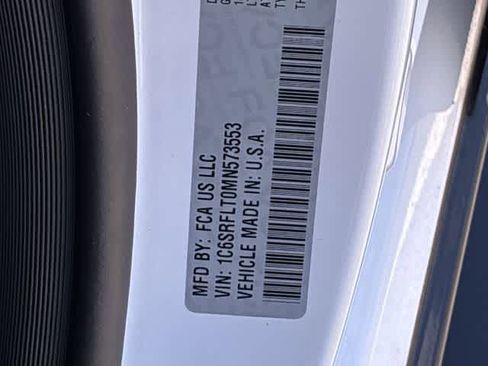 MFD BY: FCA US LLC
VIN: 1C6SRFLT0MN573553
VEHICLE MADE IN: U.S.A.